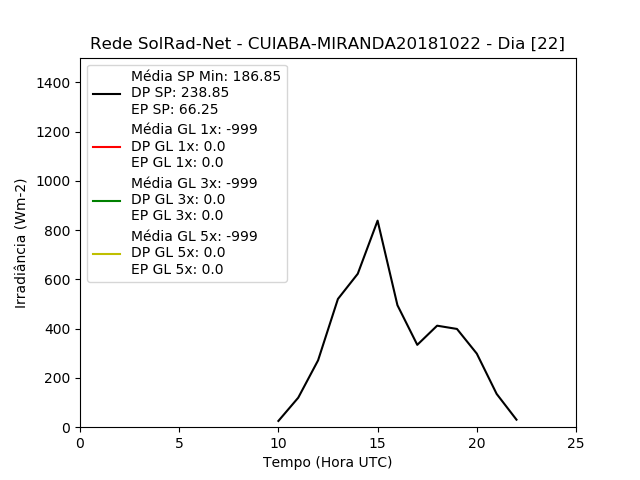 Rede SolRad-Net - CUIABA-MIRANDA20181022 - Dia [22]
Média SP Min: 186.85
DP SP: 238.85
EP SP: 66.25
Média GL 1x: -999
DP GL 1x: 0.0
EP GL 1x: 0.0
Média GL 3x: -999
DP GL 3x: 0.0
EP GL 3x: 0.0
Média GL 5x: -999
DP GL 5x: 0.0
EP GL 5x: 0.0
Irradiância (Wm-2)
1400
1200
1000
800
600
400
200
0
0 5 10 15 20 25
Tempo (Hora UTC)